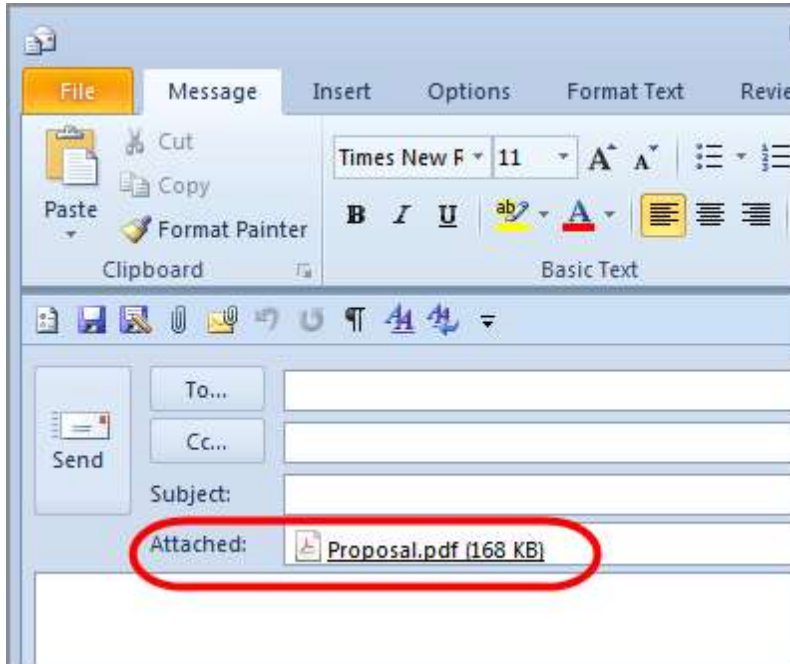 File Message Insert Options Format Text Revie
Cut
Times New R 11
Copy
Paste
Format Painter
B I U ab A
Clipboard Basic Text
To...
Cc...
Send
Subject:
Attached: Proposal.pdf (168 KB)